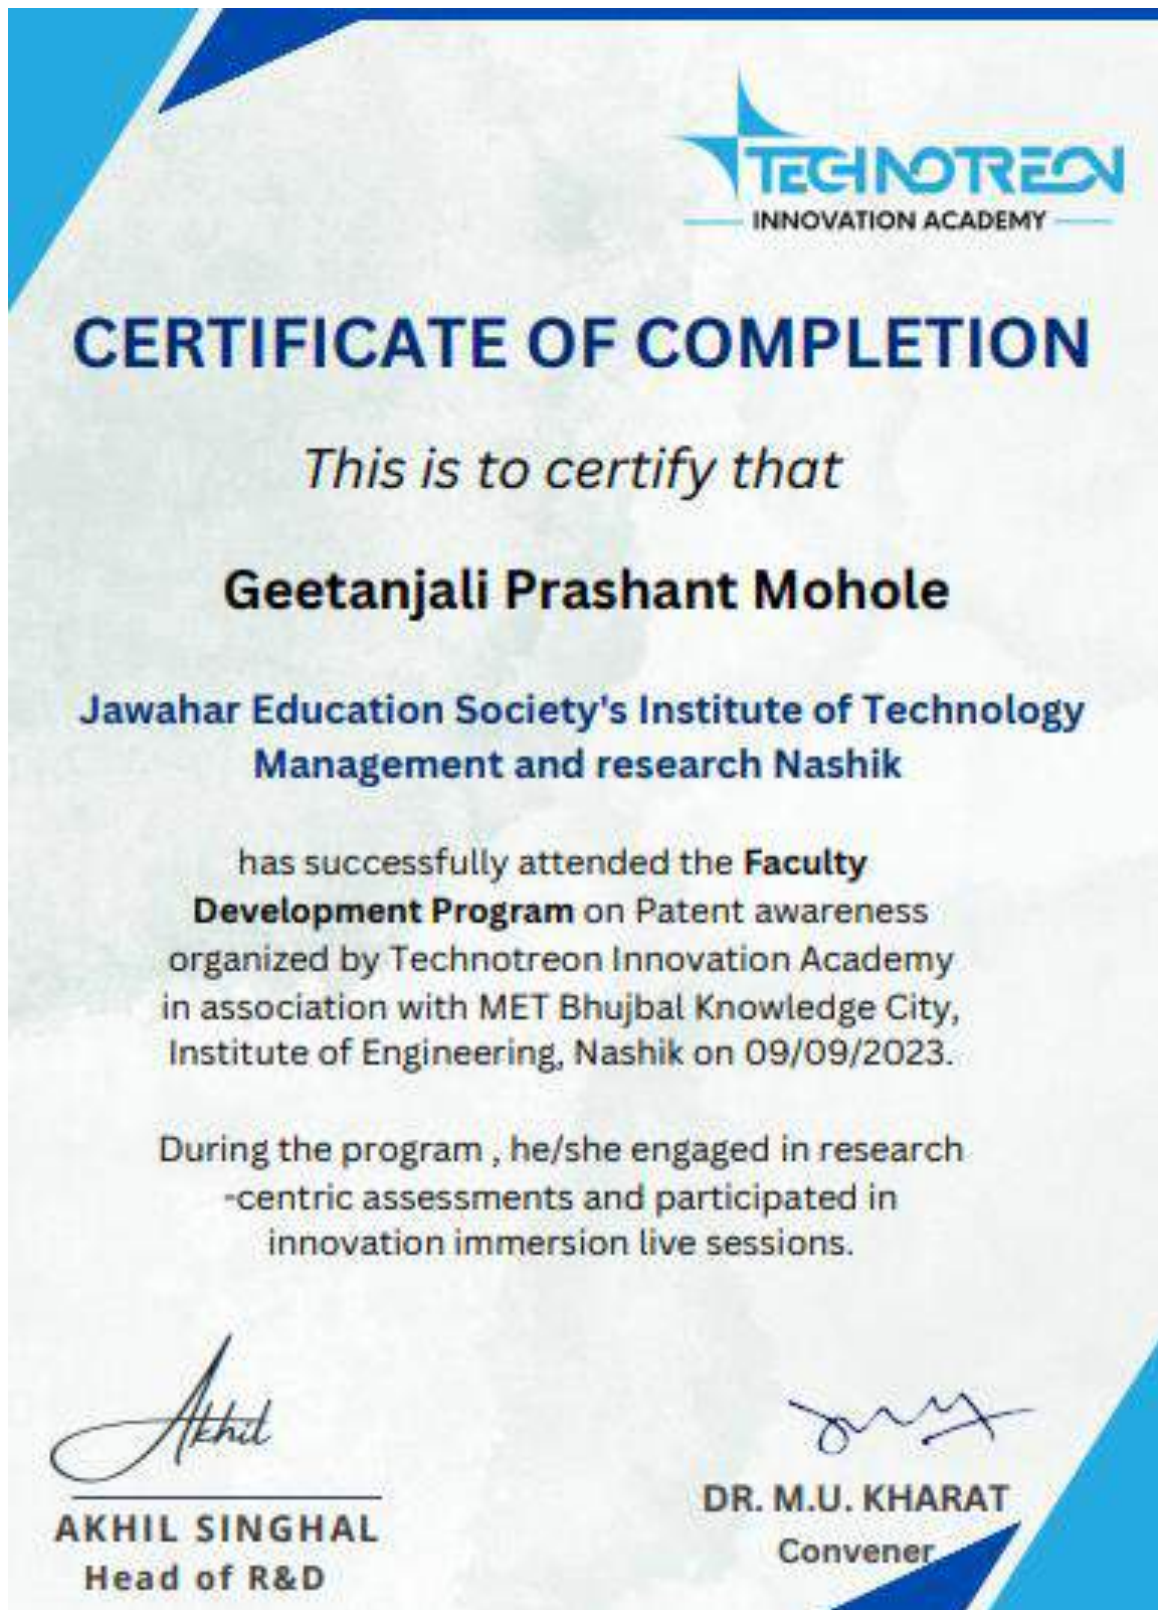 TECHNOTREON
INNOVATION ACADEMY
CERTIFICATE OF COMPLETION
This is to certify that
Geetanjali Prashant Mohole
Jawahar Education Society's Institute of Technology
Management and research Nashik
has successfully attended the Faculty
Development Program on Patent awareness
organized by Technotreon Innovation Academy
in association with MET Bhujbal Knowledge City,
Institute of Engineering, Nashik on 09/09/2023.
During the program , he/she engaged in research
-centric assessments and participated in
innovation immersion live sessions.
Akhil
AKHIL SINGHAL
Head of R&D
DR. M.U. KHARAT
Convener